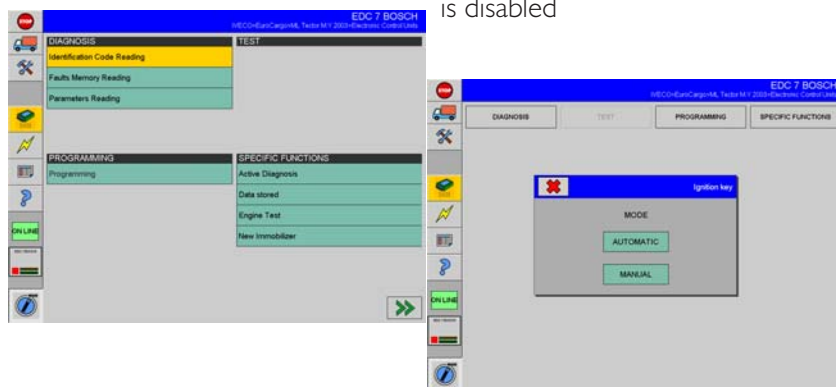 is disabled
STOP
EDC 7 BOSCH
IVECO>EuroCargo>ML Tector M.Y 2003>Electronic Control Units
DIAGNOSIS
TEST
Identification Code Reading
Faults Memory Reading
Parameters Reading
PROGRAMMING
SPECIFIC FUNCTIONS
Programming
Active Diagnosis
Data stored
Engine Test
New Immobilizer
ON LINE
STOP
EDC 7 BOSCH
IVECO>EuroCargo>ML Tector M.Y 2003>Electronic Control Units
DIAGNOSIS
TEST
PROGRAMMING
SPECIFIC FUNCTIONS
Ignition key
MODE
AUTOMATIC
MANUAL
ON LINE